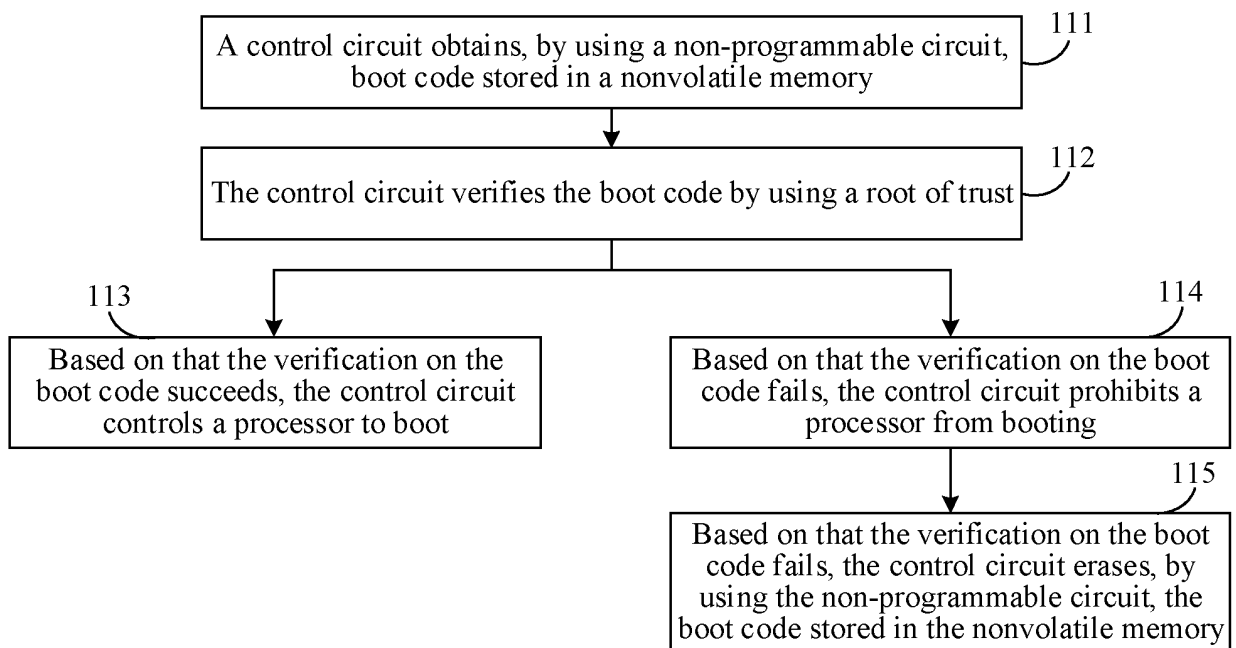 111
A control circuit obtains, by using a non-programmable circuit,
boot code stored in a nonvolatile memory
112
The control circuit verifies the boot code by using a root of trust
113
Based on that the verification on the
boot code succeeds, the control circuit
controls a processor to boot
114
Based on that the verification on the boot
code fails, the control circuit prohibits a
processor from booting
115
Based on that the verification on the boot
code fails, the control circuit erases, by
using the non-programmable circuit, the
boot code stored in the nonvolatile memory